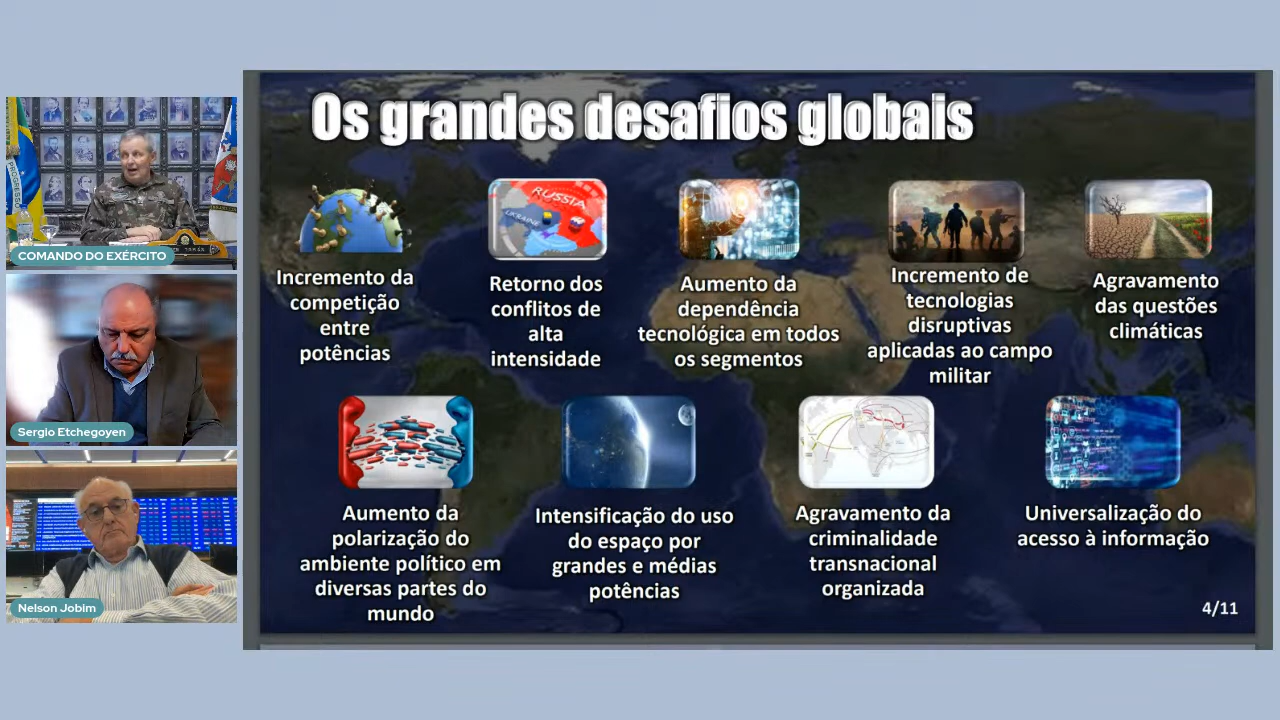 Os grandes desafios globais
RUSSIA
UKRAINE
Incremento da
competição
entre
potências
Retorno dos
conflitos de
alta
intensidade
Aumento da
dependência
tecnológica em todos
os segmentos
Incremento de
tecnologias
disruptivas
aplicadas ao campo
militar
Agravamento
das questões
climáticas
Aumento da
polarização do
ambiente político em
diversas partes do
mundo
Intensificação do uso
do espaço por
grandes e médias
potências
Agravamento da
criminalidade
transnacional
organizada
Universalização do
acesso à informação
4/11
PROGRESSO
COMANDO DO EXÉRCITO
Sergio Etchegoyen
Nelson Jobim